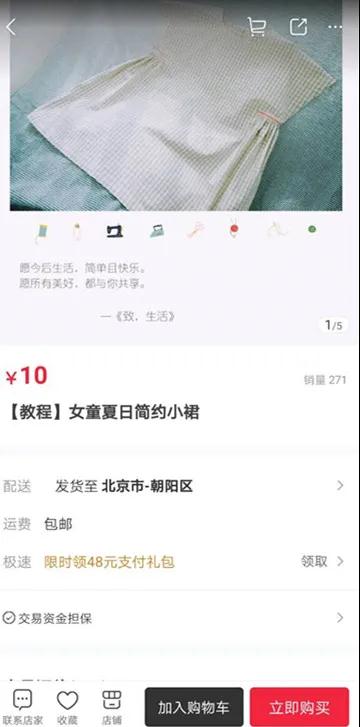 愿今后生活，简单且快乐。
愿所有美好，都与你共享。
—《致，生活》
1/5
¥10
销量 271
【教程】女童夏日简约小裙
配送 发货至 北京市-朝阳区
运费 包邮
极速 限时领48元支付礼包 领取
交易资金担保
联系店家 收藏 店铺 加入购物车 立即购买